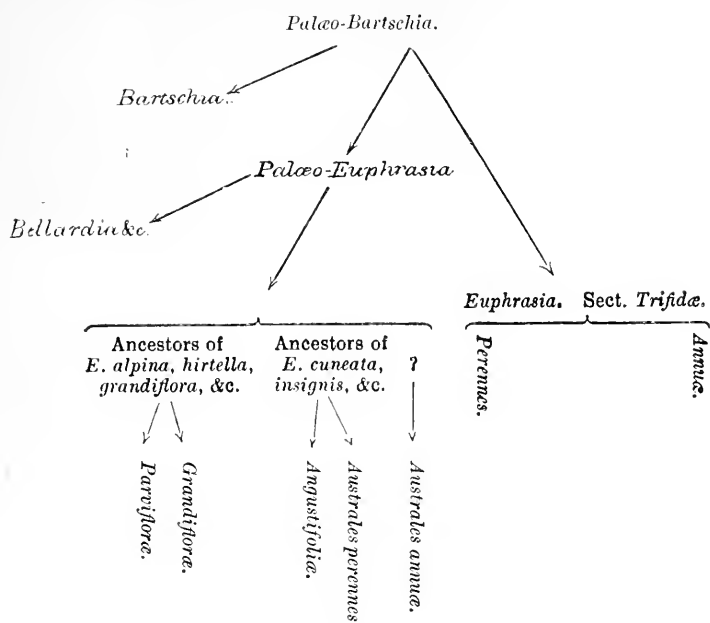 Palæo-Bartschia.
Bartschia.
Palæo-Euphrasia
Bellardia &c.
Euphrasia. Sect. Trifidæ.
Perennes.
Annuæ.
Ancestors of
E. alpina, hirtella,
grandiflora, &c.
Ancestors of
E. cuneata,
insignis, &c.
?
Parvifloræ.
Grandifloræ.
Angustifoliæ.
Australes perennes
Australes annuæ.